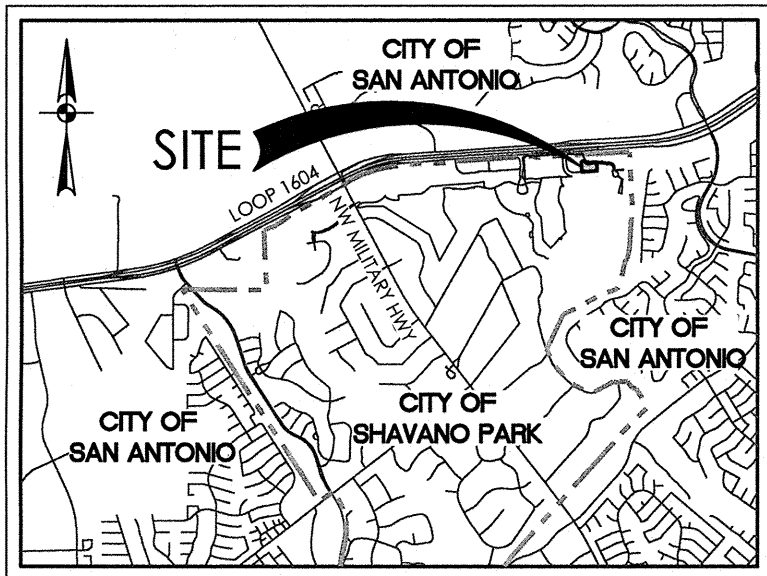 CITY OF
SAN ANTONIO
SITE
LOOP 1604
NW MILITARY HWY
CITY OF
SAN ANTONIO
CITY OF
SHAVANO PARK
CITY OF
SAN ANTONIO